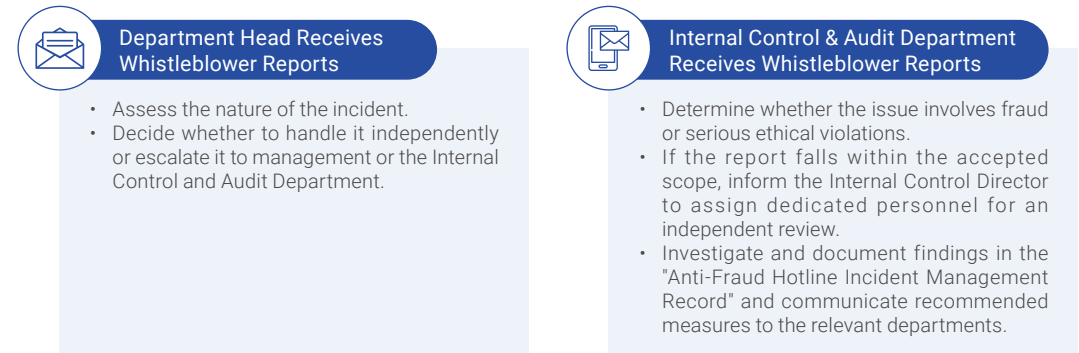 Department Head Receives
Whistleblower Reports
• Assess the nature of the incident.
• Decide whether to handle it independently
or escalate it to management or the Internal
Control and Audit Department.
Internal Control & Audit Department
Receives Whistleblower Reports
• Determine whether the issue involves fraud
or serious ethical violations.
• If the report falls within the accepted
scope, inform the Internal Control Director
to assign dedicated personnel for an
independent review.
• Investigate and document findings in the
"Anti-Fraud Hotline Incident Management
Record" and communicate recommended
measures to the relevant departments.